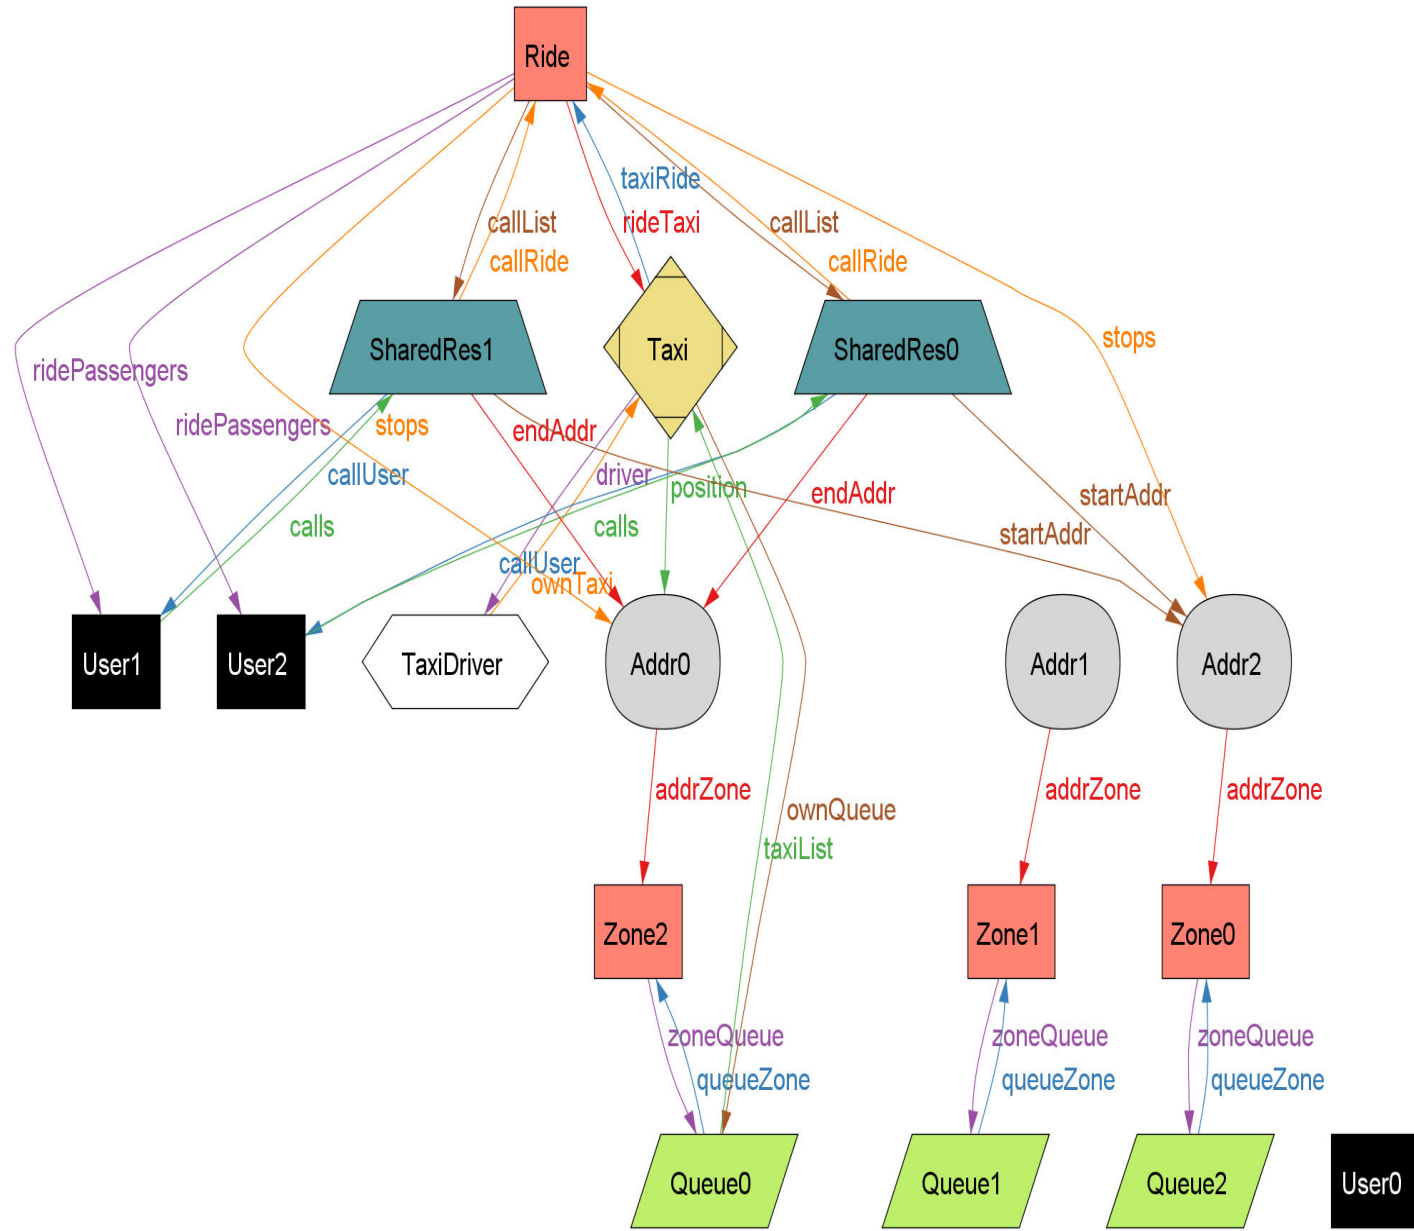 Ride
taxiRide
callList
rideTaxi
callList
callRide
callRide
stops
SharedRes1
Taxi
SharedRes0
ridePassengers
ridePassengers
stops
endAddr
callUser
driver
position
endAddr
startAddr
calls
calls
startAddr
callUser
ownTaxi
User1
User2
TaxiDriver
Addr0
Addr1
Addr2
addrZone
addrZone
addrZone
ownQueue
taxiList
Zone2
Zone1
Zone0
zoneQueue
zoneQueue
zoneQueue
queueZone
queueZone
queueZone
Queue0
Queue1
Queue2
User0